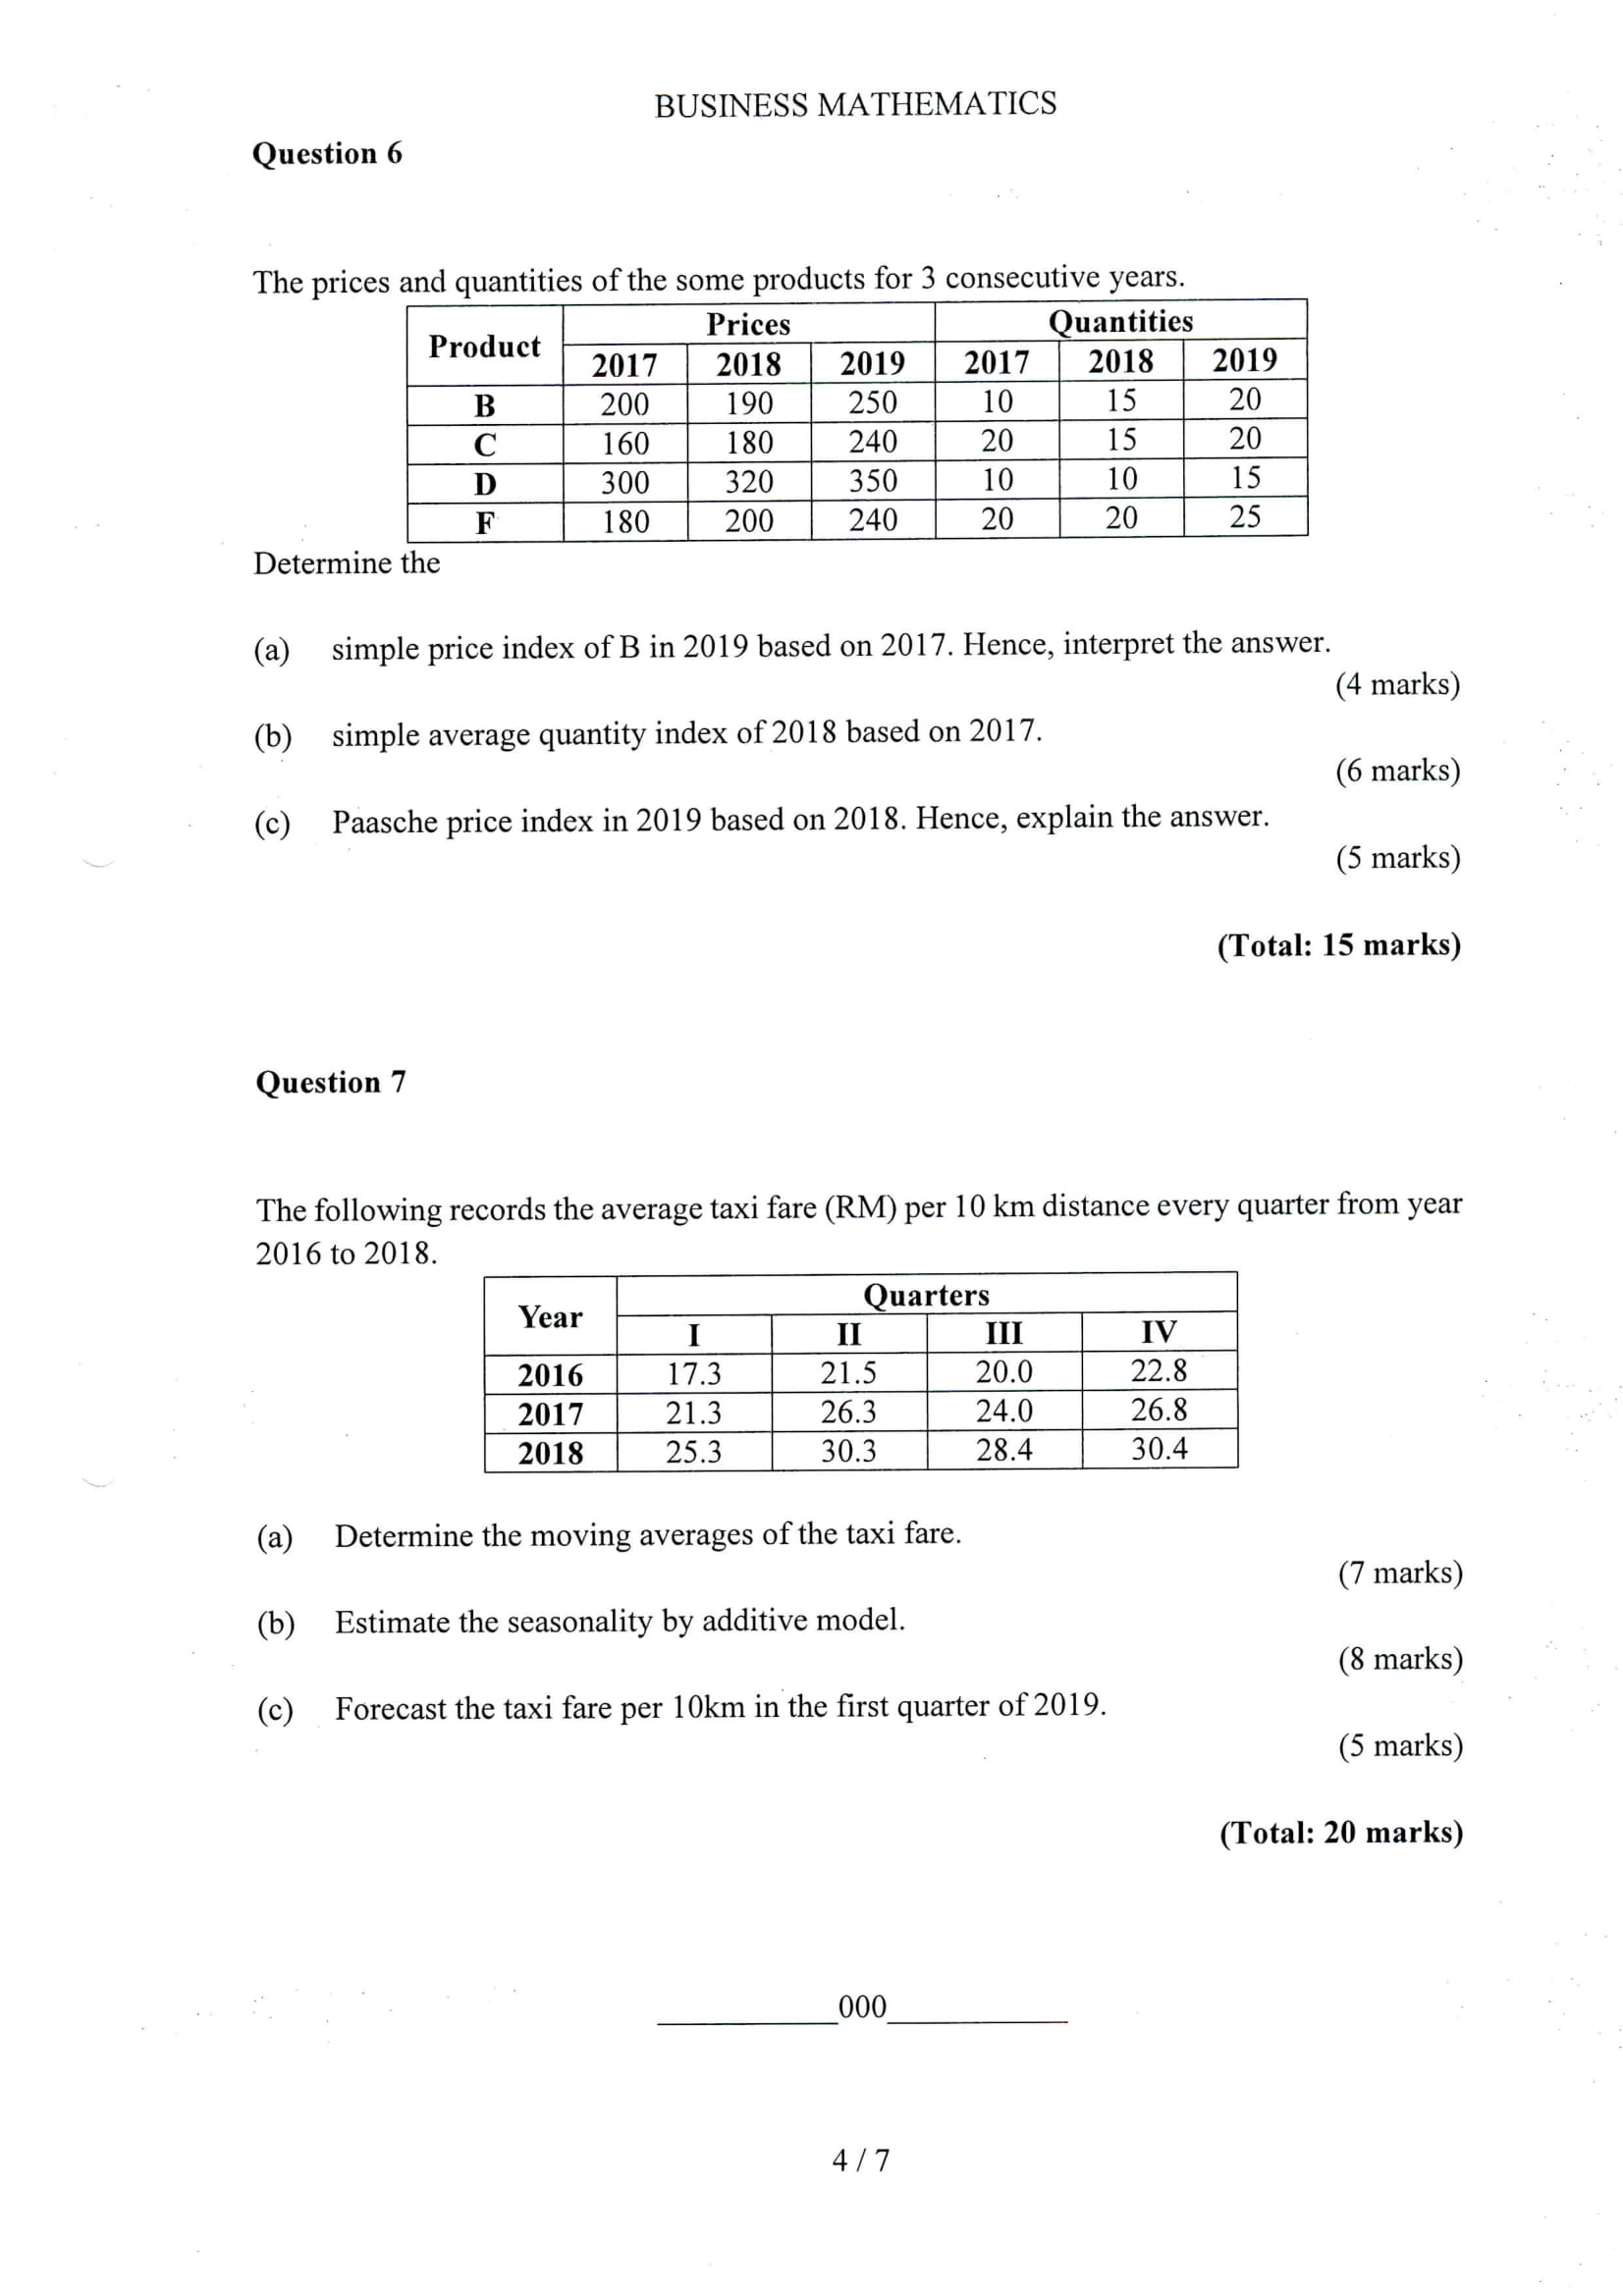 BUSINESS MATHEMATICS
Question 6
The prices and quantities of the some products for 3 consecutive years.
Product Prices Quantities
2017 2018 2019 2017 2018 2019
B 200 190 250 10 15 20
C 160 180 240 20 15 20
D 300 320 350 10 10 15
F 180 200 240 20 20 25
Determine the
(a) simple price index of B in 2019 based on 2017. Hence, interpret the answer.
(4 marks)
(b) simple average quantity index of 2018 based on 2017.
(6 marks)
(c) Paasche price index in 2019 based on 2018. Hence, explain the answer.
(5 marks)
(Total: 15 marks)
Question 7
The following records the average taxi fare (RM) per 10 km distance every quarter from year
2016 to 2018.
Year Quarters
I II III IV
2016 17.3 21.5 20.0 22.8
2017 21.3 26.3 24.0 26.8
2018 25.3 30.3 28.4 30.4
(a) Determine the moving averages of the taxi fare.
(7 marks)
(b) Estimate the seasonality by additive model.
(8 marks)
(c) Forecast the taxi fare per 10km in the first quarter of 2019.
(5 marks)
(Total: 20 marks)
__________000__________
4 / 7